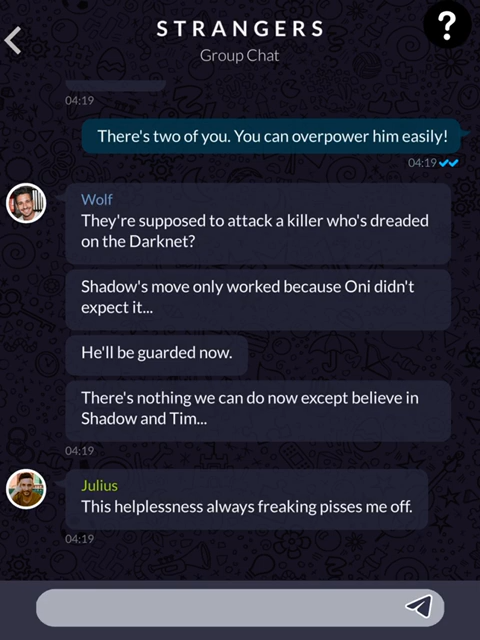 STRANGERS
?
Group Chat
04:19
There's two of you. You can overpower him easily!
04:19
Wolf
They're supposed to attack a killer who's dreaded
on the Darknet?
Shadow's move only worked because Oni didn't
expect it...
He'll be guarded now.
There's nothing we can do now except believe in
Shadow and Tim...
04:19
Julius
This helplessness always freaking pisses me off.
04:19